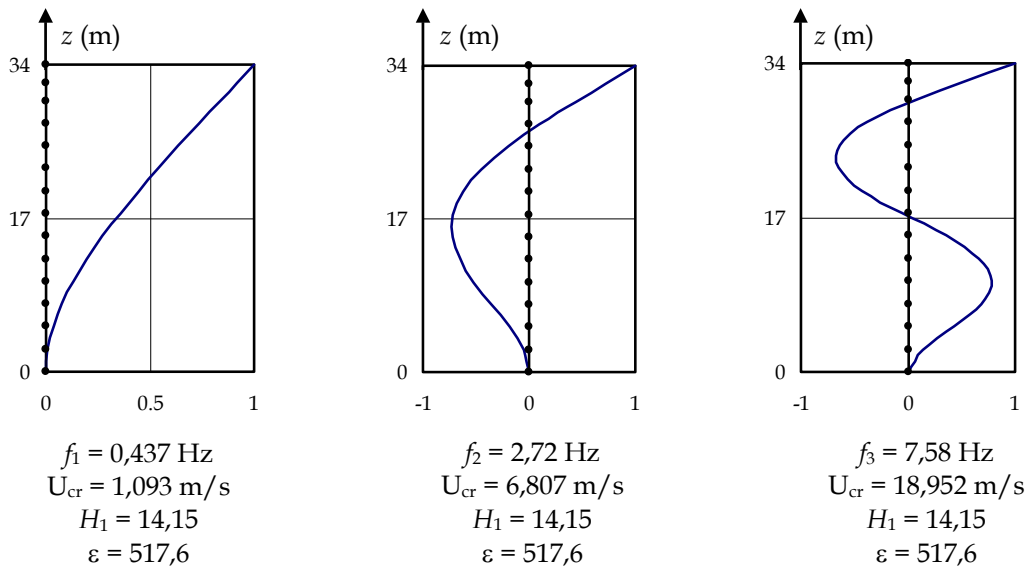 z (m)
34
17
0
0
0.5
1
f1 = 0,437 Hz
Ucr = 1,093 m/s
H1 = 14,15
ε = 517,6
z (m)
34
17
0
-1
0
1
f2 = 2,72 Hz
Ucr = 6,807 m/s
H1 = 14,15
ε = 517,6
z (m)
34
17
0
-1
0
1
f3 = 7,58 Hz
Ucr = 18,952 m/s
H1 = 14,15
ε = 517,6